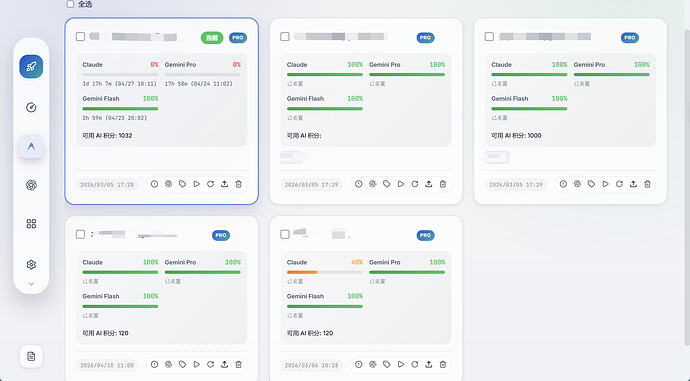 全选
当前 PRO
Claude 0% Gemini Pro 0%
3d 17h 7m (04/27 10:11) 17h 58m (04/24 11:02)
Gemini Flash 100%
2h 59m (04/23 20:02)
可用 AI 积分: 1032
2026/03/05 17:28
PRO
Claude 100% Gemini Pro 100%
已重置 已重置
Gemini Flash 100%
已重置
可用 AI 积分:
2026/03/05 17:29
PRO
Claude 100% Gemini Pro 100%
已重置 已重置
Gemini Flash 100%
已重置
可用 AI 积分: 1000
2026/03/05 17:29
PRO
Claude 100% Gemini Pro 100%
已重置 已重置
Gemini Flash 100%
已重置
可用 AI 积分: 120
2026/04/10 11:00
PRO
Claude 40% Gemini Pro 100%
已重置 已重置
Gemini Flash 100%
已重置
可用 AI 积分: 120
2026/03/06 10:28